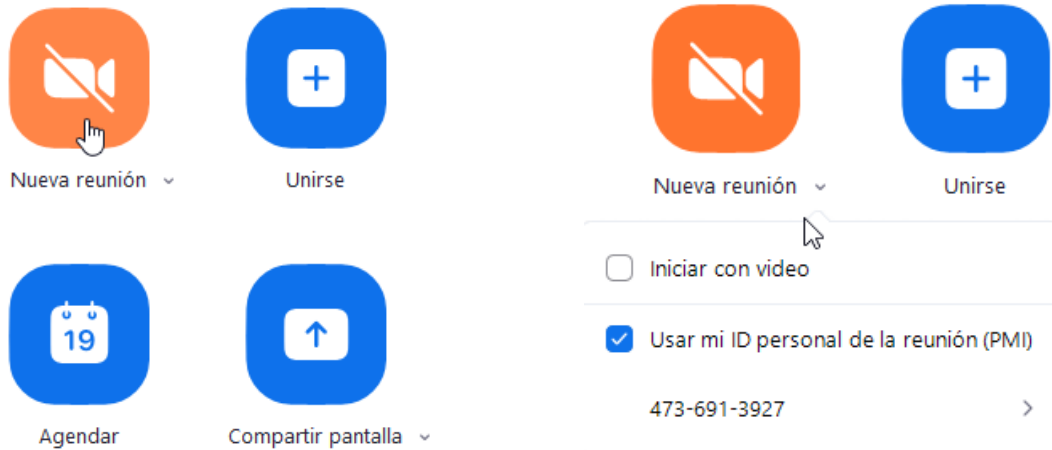 Nueva reunión
Unirse
19
Agendar
Compartir pantalla
Nueva reunión
Unirse
Iniciar con video
Usar mi ID personal de la reunión (PMI)
473-691-3927